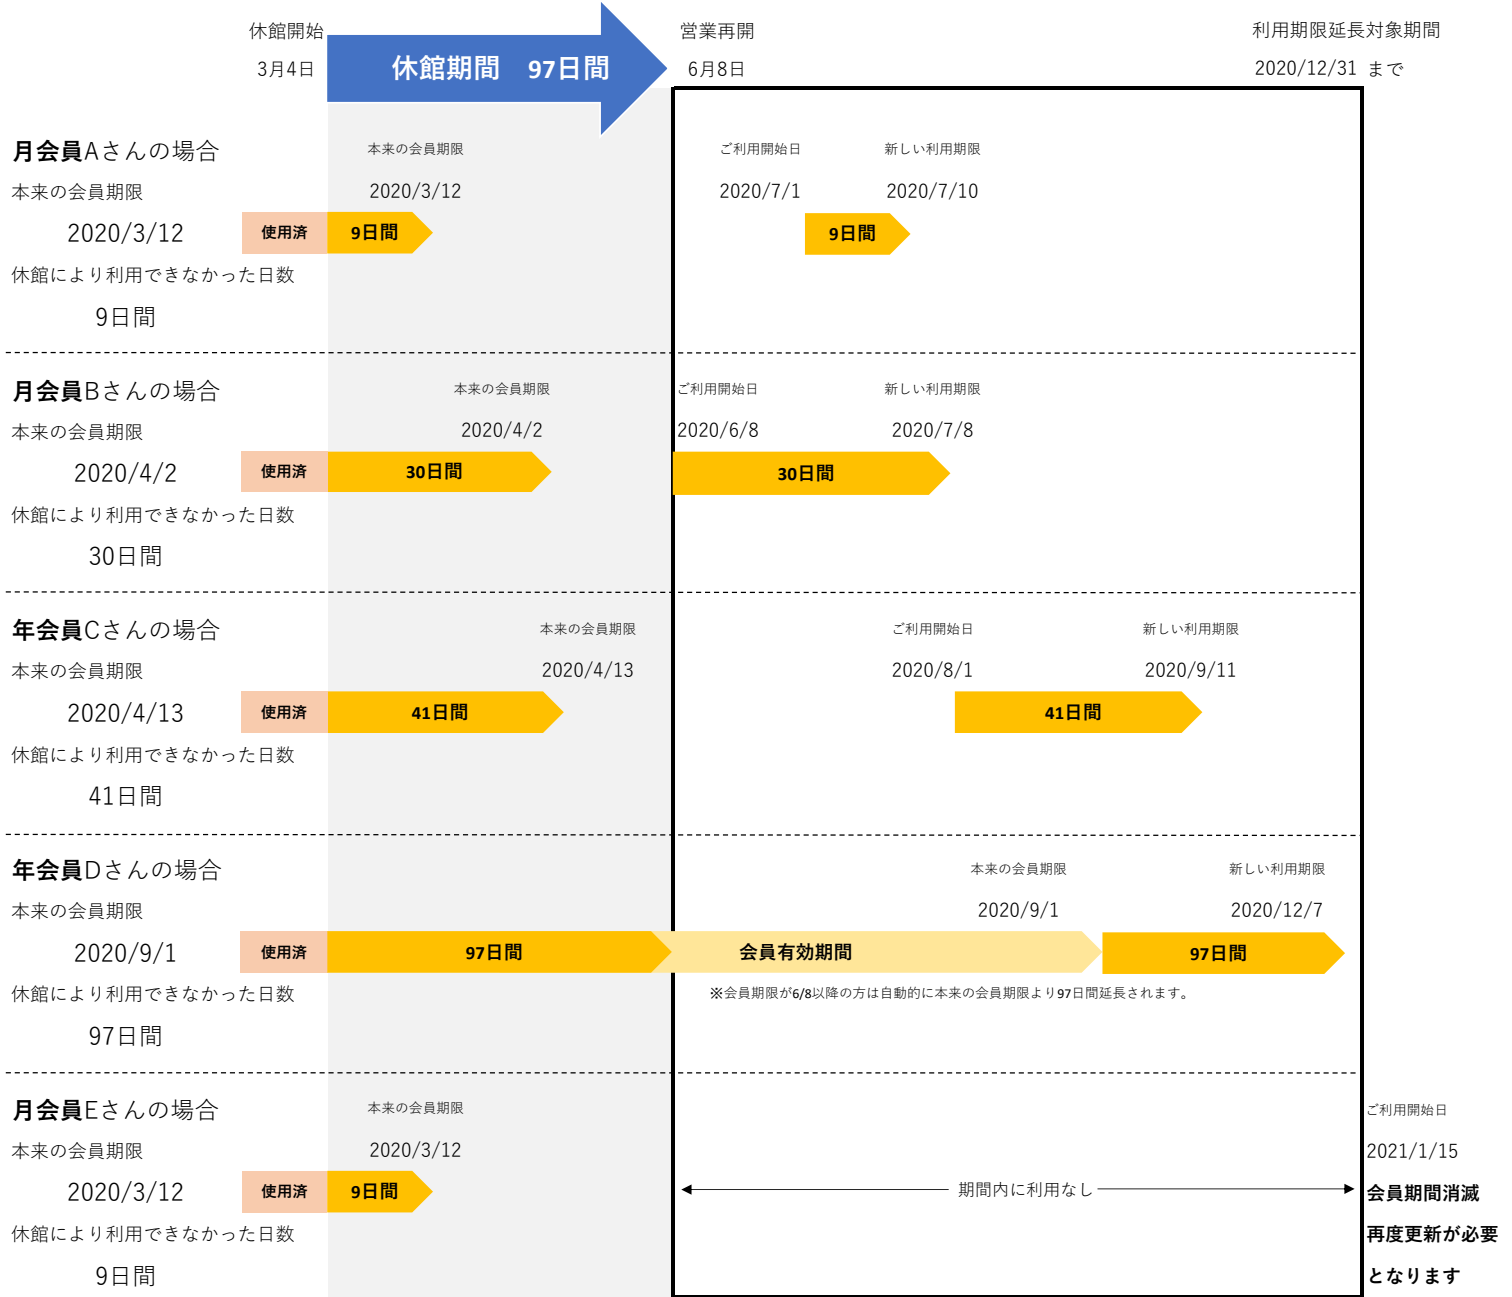 休館開始
3月4日
休館期間 97日間
営業再開
6月8日
利用期限延長対象期間
2020/12/31 まで
月会員Aさんの場合
本来の会員期限
2020/3/12
休館により利用できなかった日数
9日間
使用済
9日間
本来の会員期限
2020/3/12
ご利用開始日
2020/7/1
新しい利用期限
2020/7/10
9日間
月会員Bさんの場合
本来の会員期限
2020/4/2
休館により利用できなかった日数
30日間
使用済
30日間
本来の会員期限
2020/4/2
ご利用開始日
2020/6/8
新しい利用期限
2020/7/8
30日間
年会員Cさんの場合
本来の会員期限
2020/4/13
休館により利用できなかった日数
41日間
使用済
41日間
本来の会員期限
2020/4/13
ご利用開始日
2020/8/1
新しい利用期限
2020/9/11
41日間
年会員Dさんの場合
本来の会員期限
2020/9/1
休館により利用できなかった日数
97日間
使用済
97日間
会員有効期間
本来の会員期限
2020/9/1
新しい利用期限
2020/12/7
97日間
※会員期限が6/8以降の方は自動的に本来の会員期限より97日間延長されます。
月会員Eさんの場合
本来の会員期限
2020/3/12
休館により利用できなかった日数
9日間
使用済
9日間
本来の会員期限
2020/3/12
期間内に利用なし
ご利用開始日
2021/1/15
会員期間消滅
再度更新が必要
となります